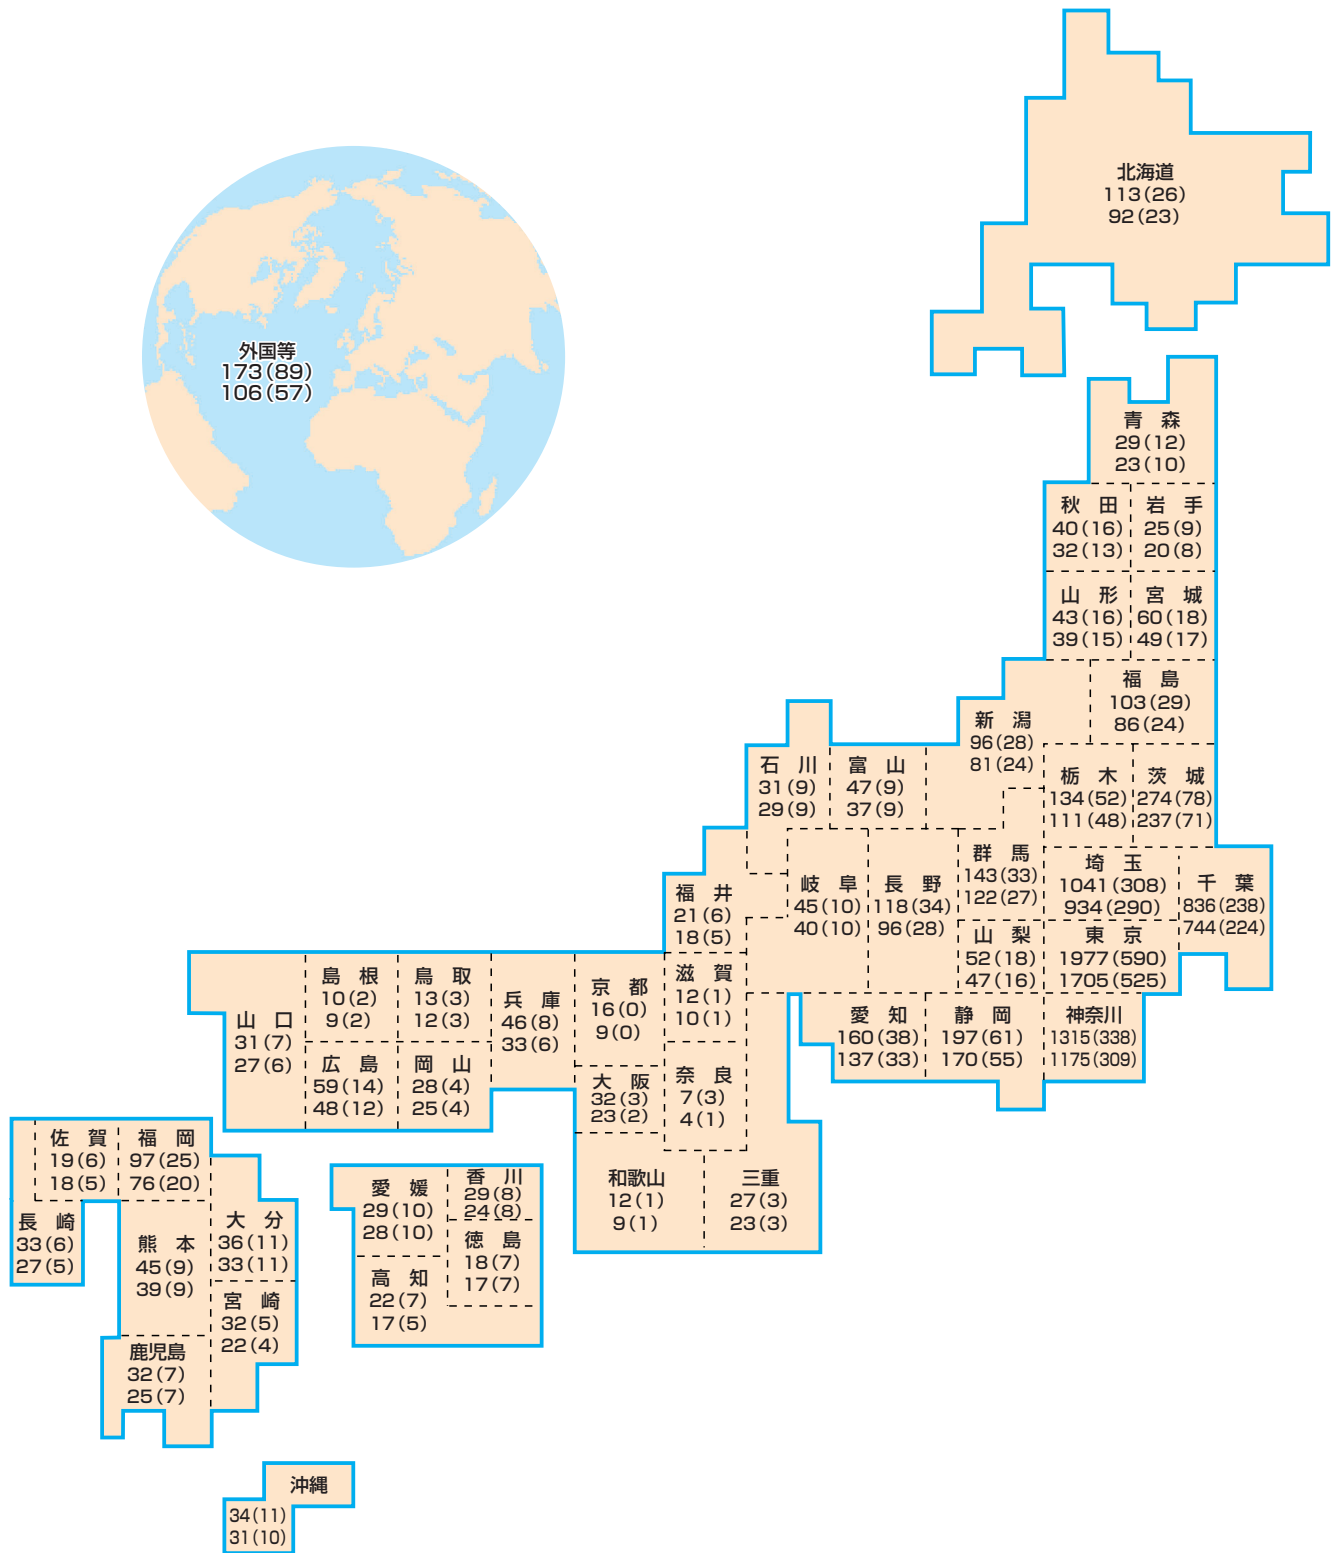 北海道
113(26)
92(23)
外国等
173(89)
106(57)
青 森
29(12)
23(10)
秋 田
40(16)
32(13)
岩 手
25(9)
20(8)
山 形
43(16)
39(15)
宮 城
60(18)
49(17)
福 島
103(29)
86(24)
新 潟
96(28)
81(24)
石 川
31(9)
29(9)
富 山
47(9)
37(9)
栃 木
134(52)
111(48)
茨 城
274(78)
237(71)
群 馬
143(33)
122(27)
埼 玉
1041(308)
934(290)
千 葉
836(238)
744(224)
福 井
21(6)
18(5)
岐 阜
45(10)
40(10)
長 野
118(34)
96(28)
山 梨
52(18)
47(16)
東 京
1977(590)
1705(525)
島 根
10(2)
9(2)
鳥 取
13(3)
12(3)
兵 庫
46(8)
33(6)
京 都
16(0)
9(0)
滋 賀
12(1)
10(1)
愛 知
160(38)
137(33)
静 岡
197(61)
170(55)
神奈川
1315(338)
1175(309)
山 口
31(7)
27(6)
広 島
59(14)
48(12)
岡 山
28(4)
25(4)
大 阪
32(3)
23(2)
奈 良
7(3)
4(1)
佐 賀
19(6)
18(5)
福 岡
97(25)
76(20)
和歌山
12(1)
9(1)
三重
27(3)
23(3)
愛 媛
29(10)
28(10)
香 川
29(8)
24(8)
長 崎
33(6)
27(5)
熊 本
45(9)
39(9)
大 分
36(11)
33(11)
徳 島
18(7)
17(7)
高 知
22(7)
17(5)
宮 崎
32(5)
22(4)
鹿児島
32(7)
25(7)
沖縄
34(11)
31(10)